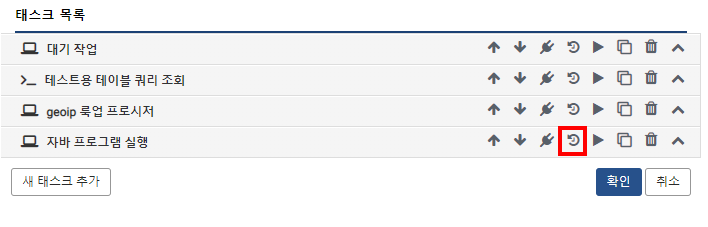 태스크 목록
대기 작업
테스트용 테이블 쿼리 조회
geoip 룩업 프로시저
자바 프로그램 실행
새 태스크 추가 확인 취소